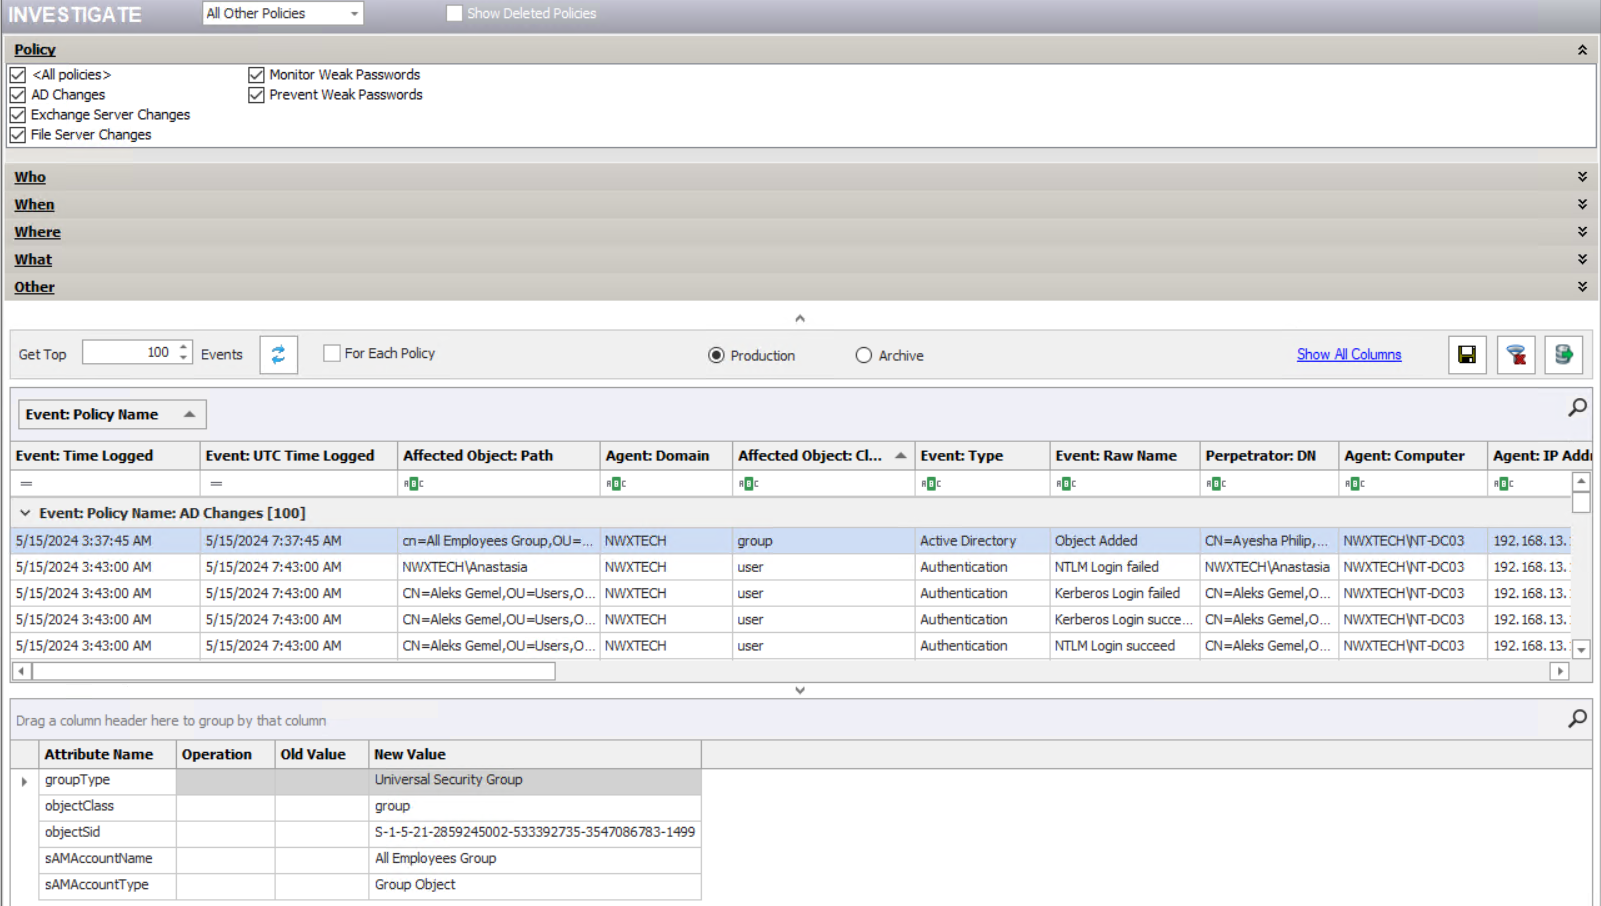 INVESTIGATE All Other Policies Show Deleted Policies
Policy
<All policies> Monitor Weak Passwords
AD Changes Prevent Weak Passwords
Exchange Server Changes
File Server Changes
Who
When
Where
What
Other
Get Top 100 Events For Each Policy Production Archive Show All Columns
Event: Policy Name
Event: Time Logged Event: UTC Time Logged Affected Object: Path Agent: Domain Affected Object: Cl... Event: Type Event: Raw Name Perpetrator: DN Agent: Computer Agent: IP Addr
= = ABC ABC ABC ABC ABC ABC ABC ABC
Event: Policy Name: AD Changes [100]
5/15/2024 3:37:45 AM 5/15/2024 7:37:45 AM cn=All Employees Group,OU=... NWXTECH group Active Directory Object Added CN=Ayesha Philip,... NWXTECH\NT-DC03 192.168.13.
5/15/2024 3:43:00 AM 5/15/2024 7:43:00 AM NWXTECH\Anastasia NWXTECH user Authentication NTLM Login failed NWXTECH\Anastasia NWXTECH\NT-DC03 192.168.13.
5/15/2024 3:43:00 AM 5/15/2024 7:43:00 AM CN=Aleks Gemel,OU=Users,O... NWXTECH user Authentication Kerberos Login failed CN=Aleks Gemel,O... NWXTECH\NT-DC03 192.168.13.
5/15/2024 3:43:00 AM 5/15/2024 7:43:00 AM CN=Aleks Gemel,OU=Users,O... NWXTECH user Authentication Kerberos Login succe... CN=Aleks Gemel,O... NWXTECH\NT-DC03 192.168.13.
5/15/2024 3:43:00 AM 5/15/2024 7:43:00 AM CN=Aleks Gemel,OU=Users,O... NWXTECH user Authentication NTLM Login succeed CN=Aleks Gemel,O... NWXTECH\NT-DC03 192.168.13.
Drag a column header here to group by that column
Attribute Name Operation Old Value New Value
groupType Universal Security Group
objectClass group
objectSid S-1-5-21-2859245002-533392735-3547086783-1499
sAMAccountName All Employees Group
sAMAccountType Group Object